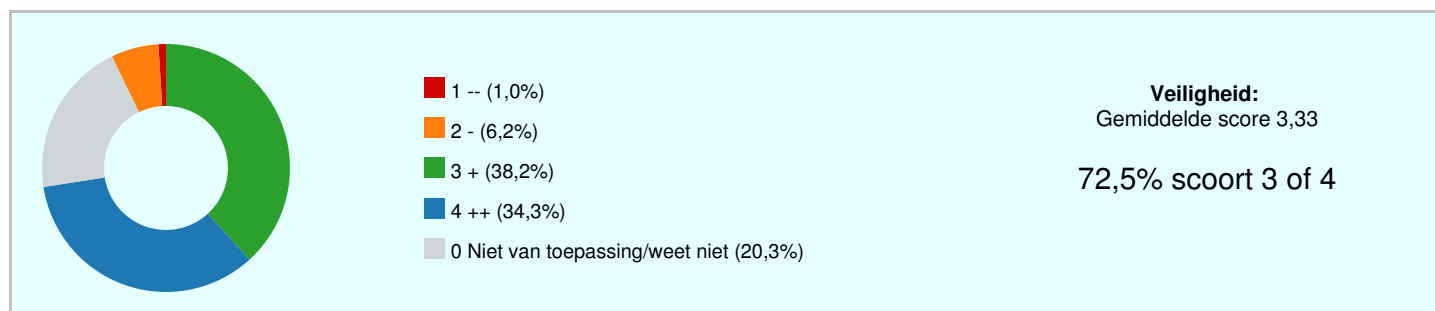 1 -- (1,0%)
2 - (6,2%)
3 + (38,2%)
4 ++ (34,3%)
0 Niet van toepassing/weet niet (20,3%)
Veiligheid:
Gemiddelde score 3,33
72,5% scoort 3 of 4